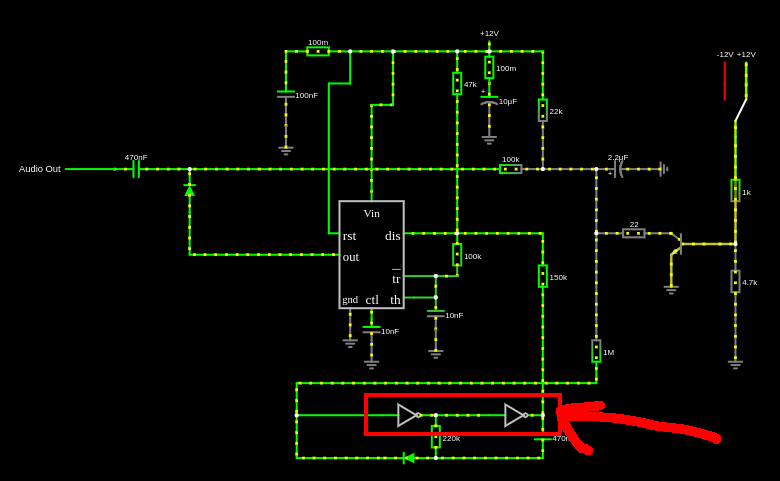 +12V
-12V +12V
100m
100m
47k
100nF
+
10µF
22k
Audio Out
470nF
100k
2.2µF
+
1k
Vin
22
rst
dis
out
tr
100k
150k
4.7k
gnd
ctl
th
10nF
10nF
1M
220k
470n